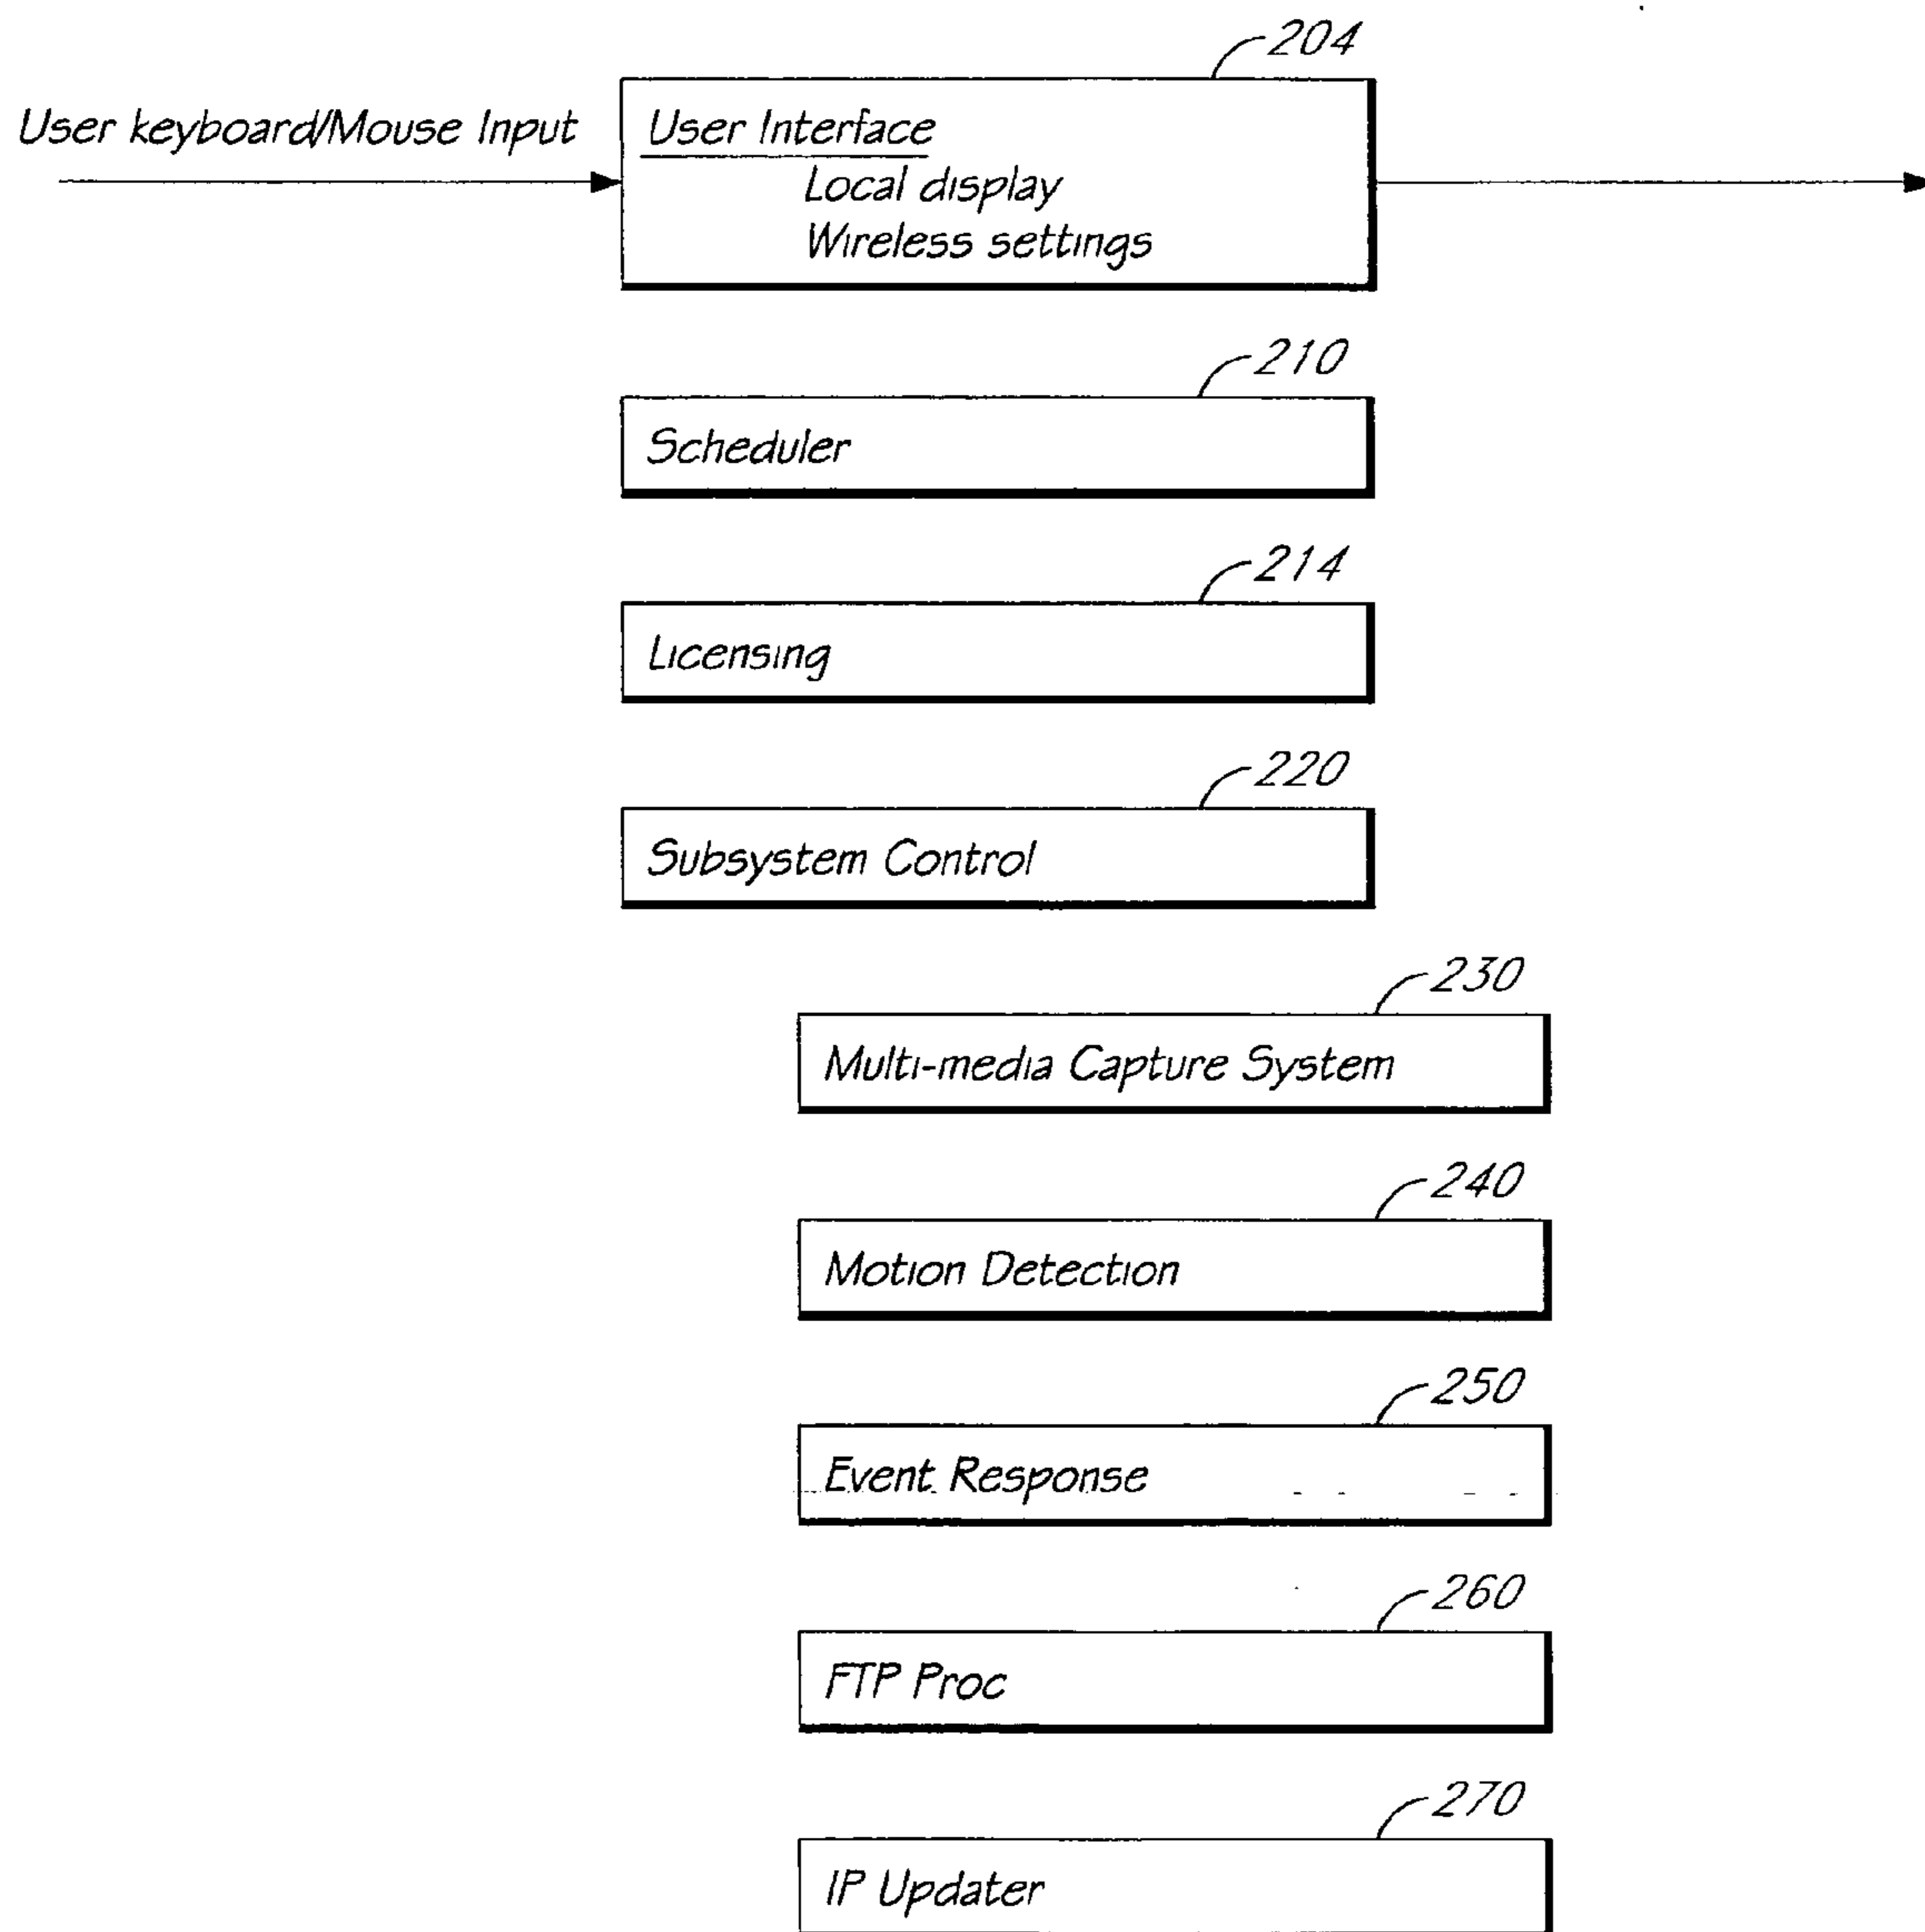 204
User keyboard/Mouse Input
User Interface
Local display
Wireless settings
210
Scheduler
214
Licensing
220
Subsystem Control
230
Multi-media Capture System
240
Motion Detection
250
Event Response
260
FTP Proc
270
IP Updater